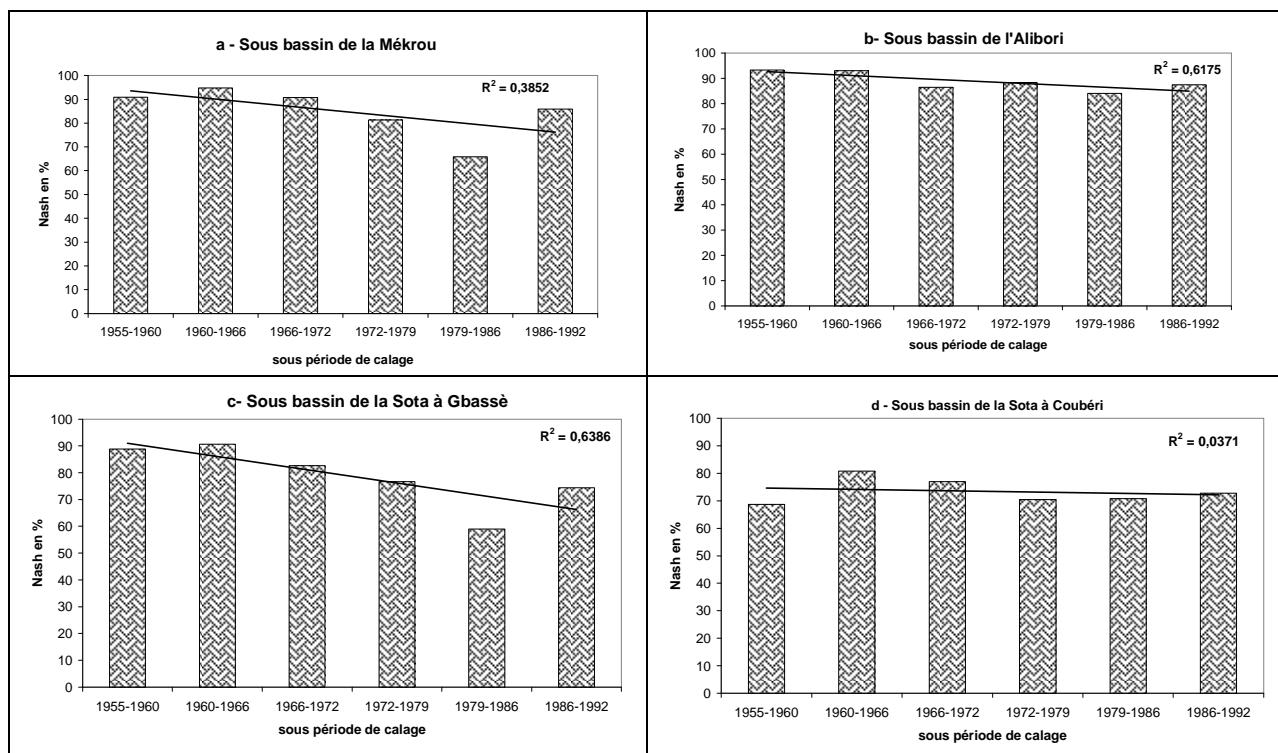 a - Sous bassin de la Mékrou
R² = 0,3852
Nash en %
100
90
80
70
60
50
40
30
20
10
0
1955-1960 1960-1966 1966-1972 1972-1979 1979-1986 1986-1992
sous période de calage
b- Sous bassin de l'Alibori
R² = 0,6175
Nash en %
100
90
80
70
60
50
40
30
20
10
0
1955-1960 1960-1966 1966-1972 1972-1979 1979-1986 1986-1992
sous période de calage
c- Sous bassin de la Sota à Gbassè
R² = 0,6386
Nash en %
100
90
80
70
60
50
40
30
20
10
0
1955-1960 1960-1966 1966-1972 1972-1979 1979-1986 1986-1992
sous période de calage
d - Sous bassin de la Sota à Coubéri
R² = 0,0371
Nash en %
100
90
80
70
60
50
40
30
20
10
0
1955-1960 1960-1966 1966-1972 1972-1979 1979-1986 1986-1992
sous période de calage